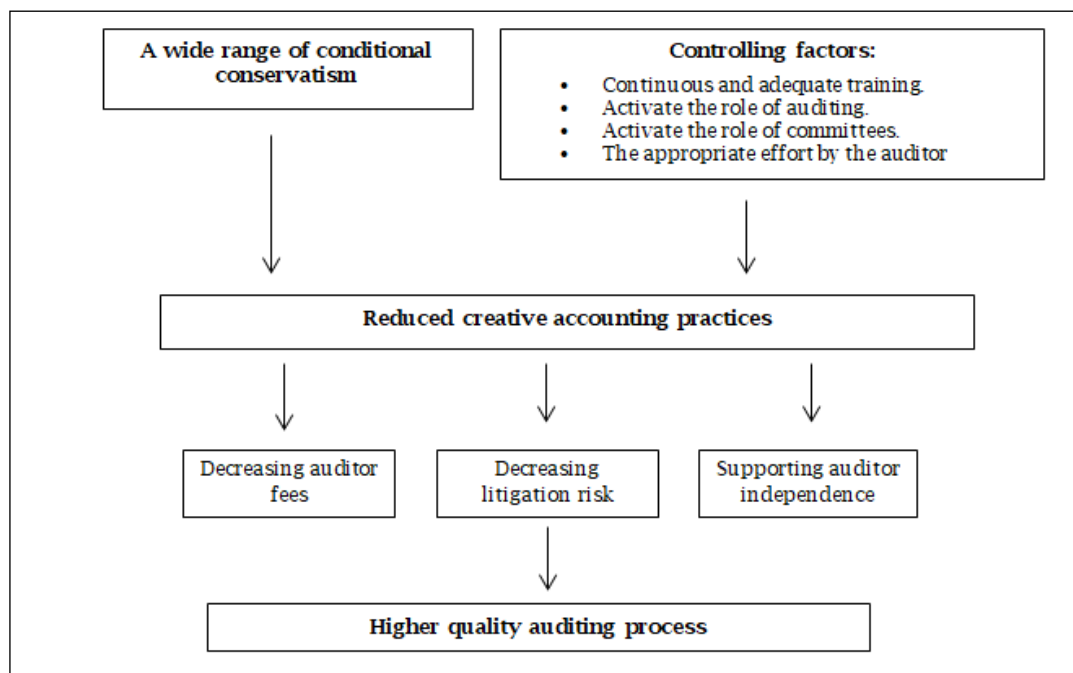 A wide range of conditional
conservatism
Controlling factors:
• Continuous and adequate training.
• Activate the role of auditing.
• Activate the role of committees.
• The appropriate effort by the auditor
Reduced creative accounting practices
Decreasing auditor
fees
Decreasing
litigation risk
Supporting auditor
independence
Higher quality auditing process